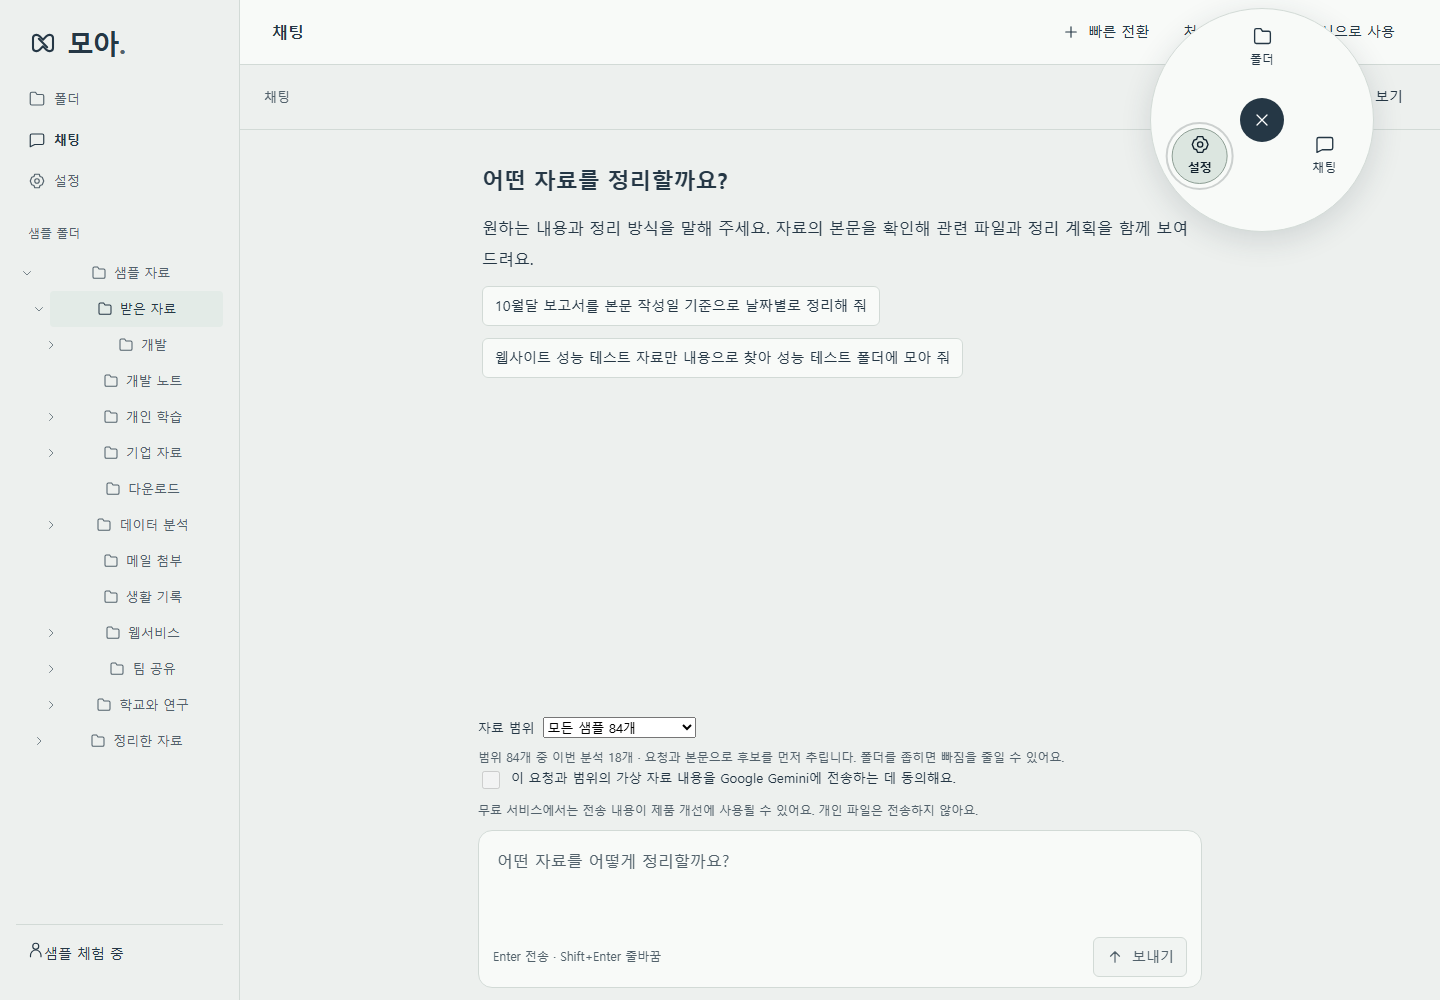 모아.
폴더
채팅
설정
샘플 폴더
샘플 자료
받은 자료
개발
개발 노트
개인 학습
기업 자료
다운로드
데이터 분석
메일 첨부
생활 기록
웹서비스
팀 공유
학교와 연구
정리한 자료
샘플 체험 중
채팅
빠른 전환
으로 사용
채팅
보기
폴더
설정
채팅
어떤 자료를 정리할까요?
원하는 내용과 정리 방식을 말해 주세요. 자료의 본문을 확인해 관련 파일과 정리 계획을 함께 보여
드려요.
10월달 보고서를 본문 작성일 기준으로 날짜별로 정리해 줘
웹사이트 성능 테스트 자료만 내용으로 찾아 성능 테스트 폴더에 모아 줘
자료 범위 모든 샘플 84개
범위 84개 중 이번 분석 18개 · 요청과 본문으로 후보를 먼저 추립니다. 폴더를 좁히면 빠짐을 줄일 수 있어요.
이 요청과 범위의 가상 자료 내용을 Google Gemini에 전송하는 데 동의해요.
무료 서비스에서는 전송 내용이 제품 개선에 사용될 수 있어요. 개인 파일은 전송하지 않아요.
어떤 자료를 어떻게 정리할까요?
Enter 전송 · Shift+Enter 줄바꿈
보내기